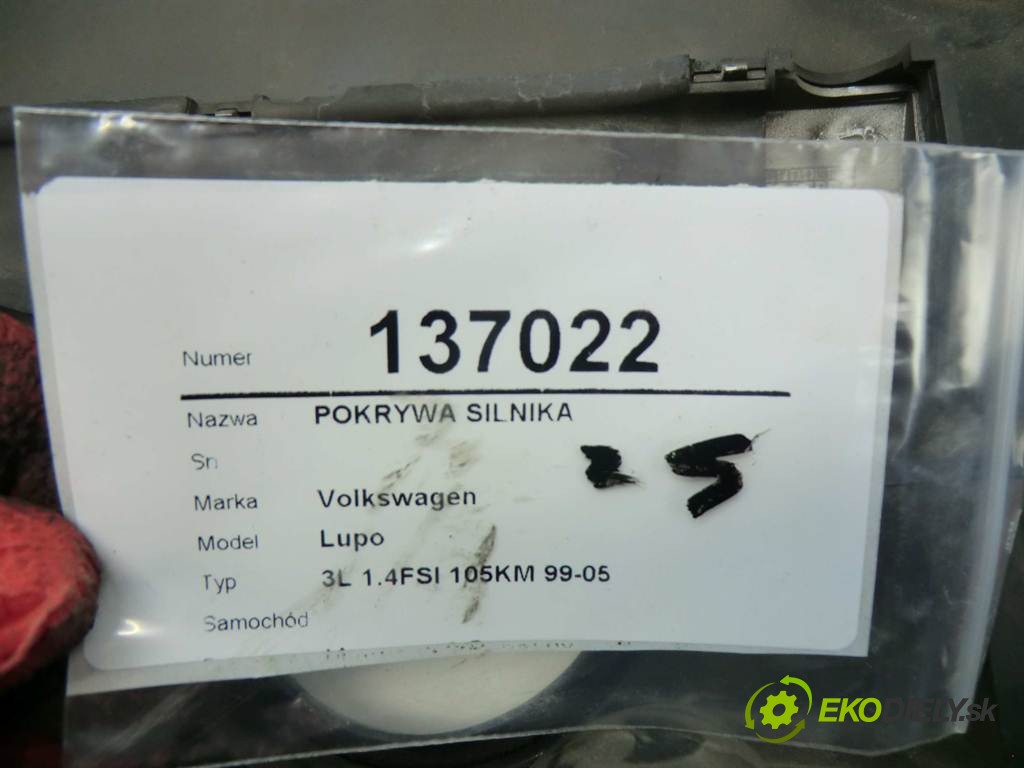 Numer 137022
Nazwa POKRYWA SILNIKA
Sn
25
Marka Volkswagen
Model Lupo
Typ 3L 1.4FSI 105KM 99-05
Samochód
EKODIELY.sk